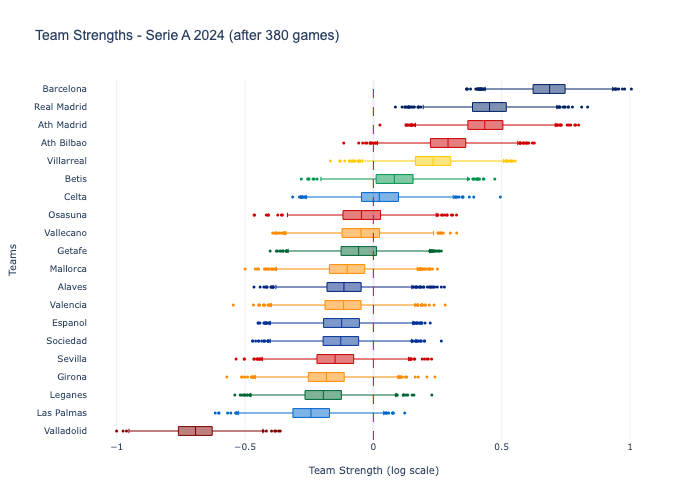 Team Strengths - Serie A 2024 (after 380 games)
Barcelona
Real Madrid
Ath Madrid
Ath Bilbao
Villarreal
Betis
Celta
Osasuna
Vallecano
Getafe
Mallorca
Alaves
Valencia
Espanol
Sociedad
Sevilla
Girona
Leganes
Las Palmas
Valladolid
Teams
−1
−0.5
0
0.5
1
Team Strength (log scale)